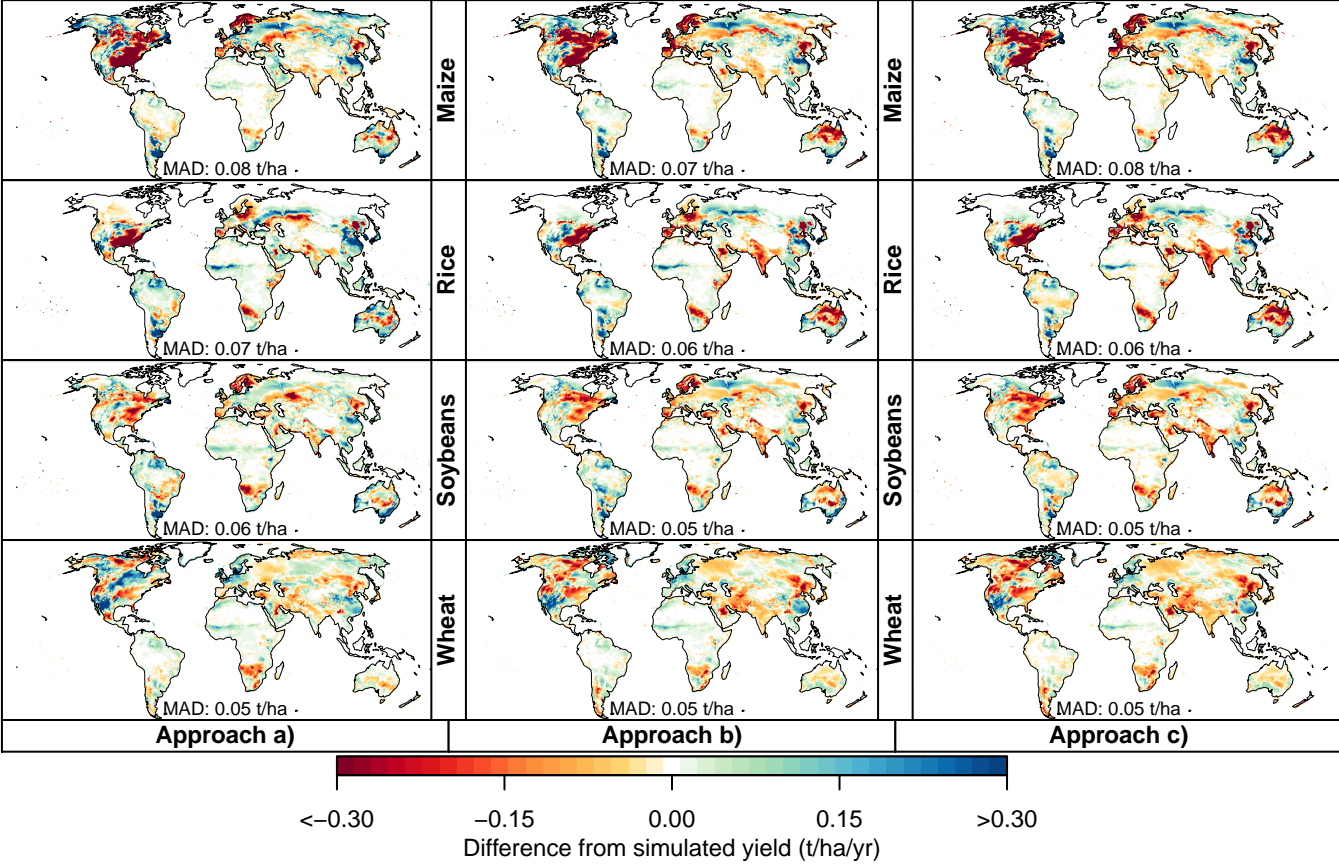 Maize
Maize
MAD: 0.08 t/ha
MAD: 0.07 t/ha
MAD: 0.08 t/ha
Rice
Rice
MAD: 0.07 t/ha
MAD: 0.06 t/ha
MAD: 0.06 t/ha
Soybeans
Soybeans
MAD: 0.06 t/ha
MAD: 0.05 t/ha
MAD: 0.05 t/ha
Wheat
Wheat
MAD: 0.05 t/ha
MAD: 0.05 t/ha
MAD: 0.05 t/ha
Approach a)
Approach b)
Approach c)
<−0.30 −0.15 0.00 0.15 >0.30
Difference from simulated yield (t/ha/yr)